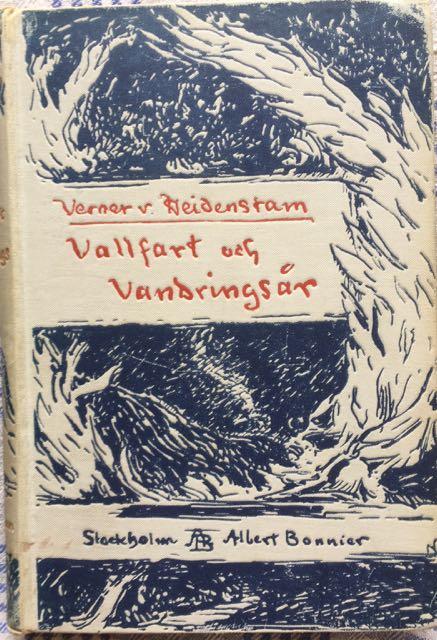 Verner v. Heidenstam
Vallfart och
Vandringsår
Stockholm AB Albert Bonnier